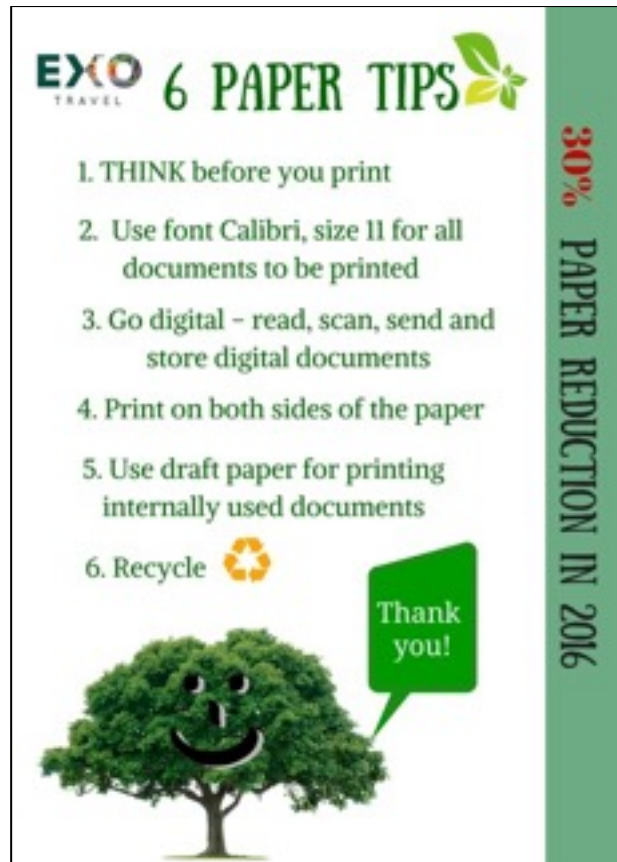 EXO
TRAVEL
6 PAPER TIPS
1. THINK before you print
2. Use font Calibri, size 11 for all
documents to be printed
3. Go digital – read, scan, send and
store digital documents
4. Print on both sides of the paper
5. Use draft paper for printing
internally used documents
6. Recycle
Thank
you!
30% PAPER REDUCTION IN 2016